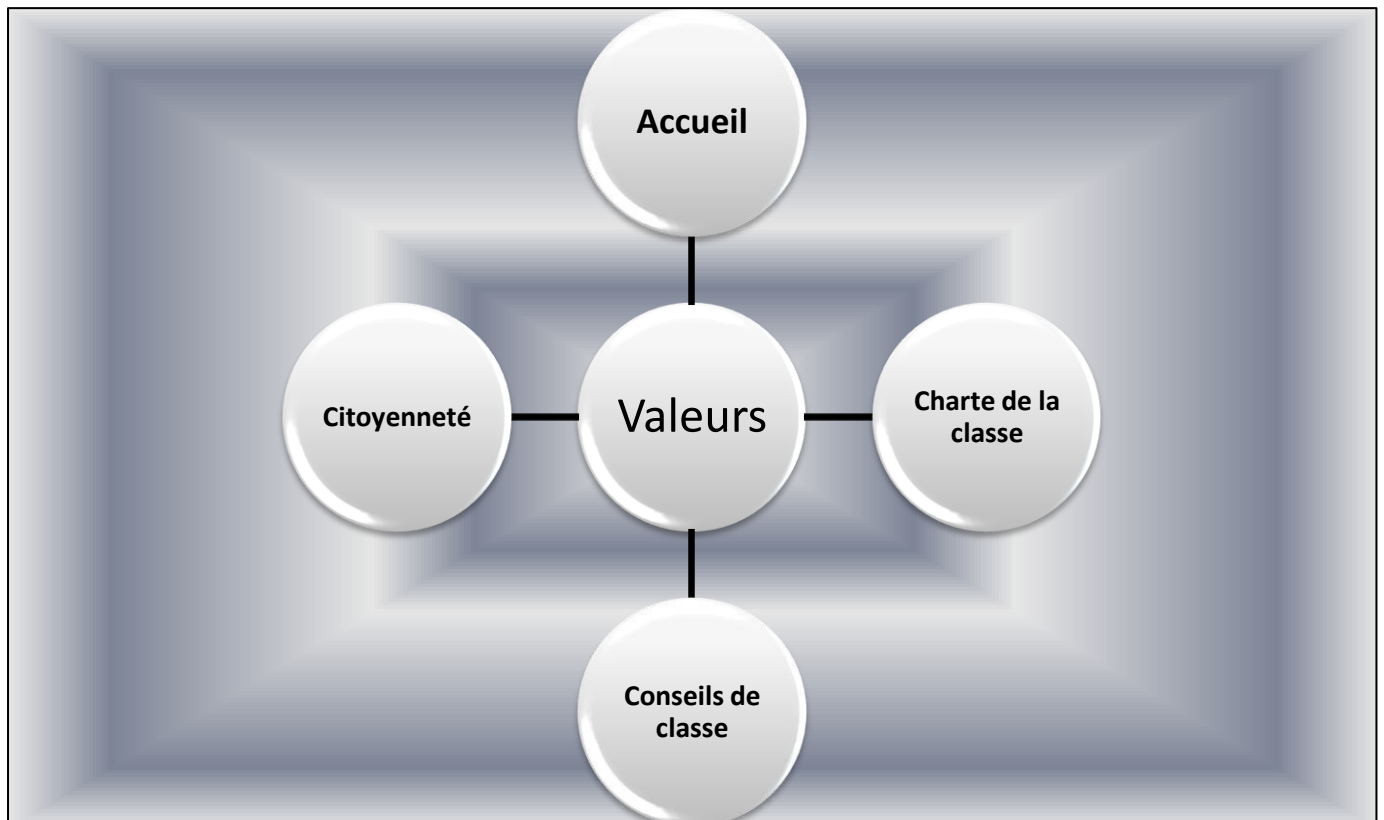 Accueil
Citoyenneté
Valeurs
Charte de la
classe
Conseils de
classe